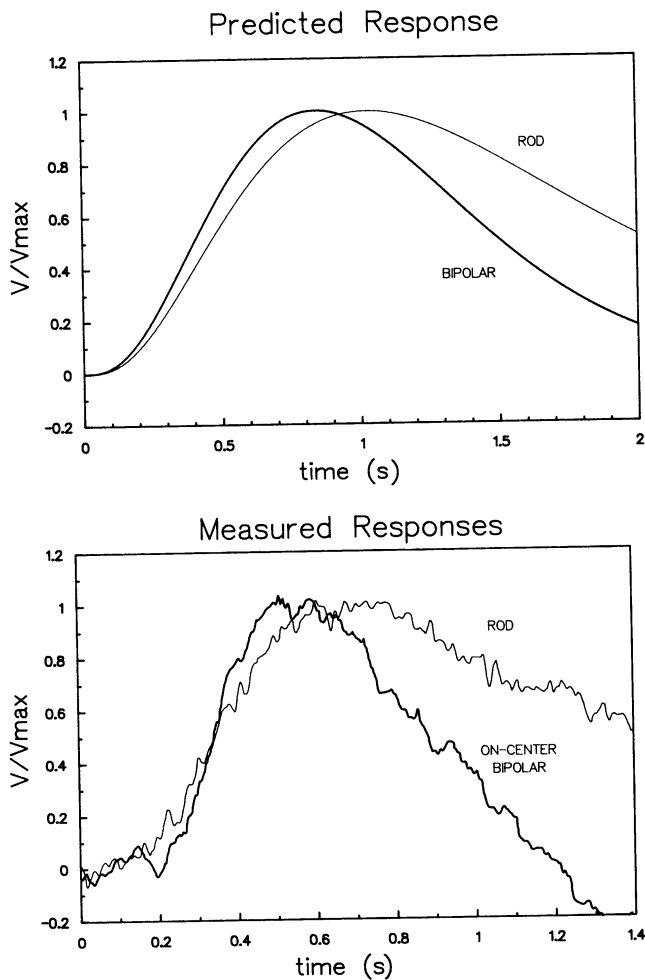 Predicted Response
1.2
1
0.8
0.6
0.4
0.2
0
-0.2
V/Vmax
ROD
BIPOLAR
0 0.5 1 1.5 2
time (s)
Measured Responses
1.2
1
0.8
0.6
0.4
0.2
0
-0.2
V/Vmax
ROD
ON-CENTER
BIPOLAR
0 0.2 0.4 0.6 0.8 1 1.2 1.4
time (s)